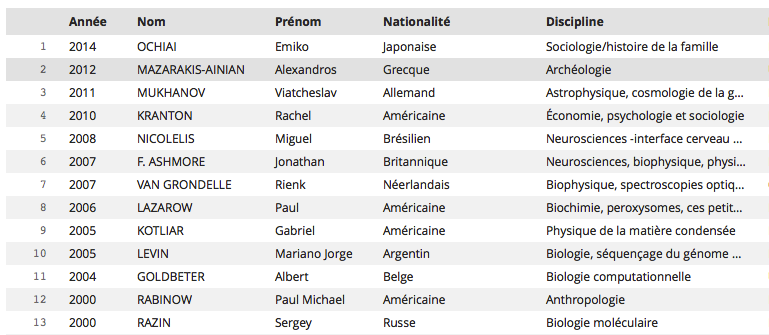 Année Nom Prénom Nationalité Discipline
1 2014 OCHIAI Emiko Japonaise Sociologie/histoire de la famille
2 2012 MAZARAKIS-AINIAN Alexandros Grecque Archéologie
3 2011 MUKHANOV Viatcheslav Allemand Astrophysique, cosmologie de la g...
4 2010 KRANTON Rachel Américaine Économie, psychologie et sociologie
5 2008 NICOLELIS Miguel Brésilien Neurosciences -interface cerveau ...
6 2007 F. ASHMORE Jonathan Britannique Neurosciences, biophysique, physi...
7 2007 VAN GRONDELLE Rienk Néerlandais Biophysique, spectroscopies optiq...
8 2006 LAZAROW Paul Américaine Biochimie, peroxysomes, ces petit...
9 2005 KOTLIAR Gabriel Américaine Physique de la matière condensée
10 2005 LEVIN Mariano Jorge Argentin Biologie, séquençage du génome ...
11 2004 GOLDBETER Albert Belge Biologie computationnelle
12 2000 RABINOW Paul Michael Américaine Anthropologie
13 2000 RAZIN Sergey Russe Biologie moléculaire